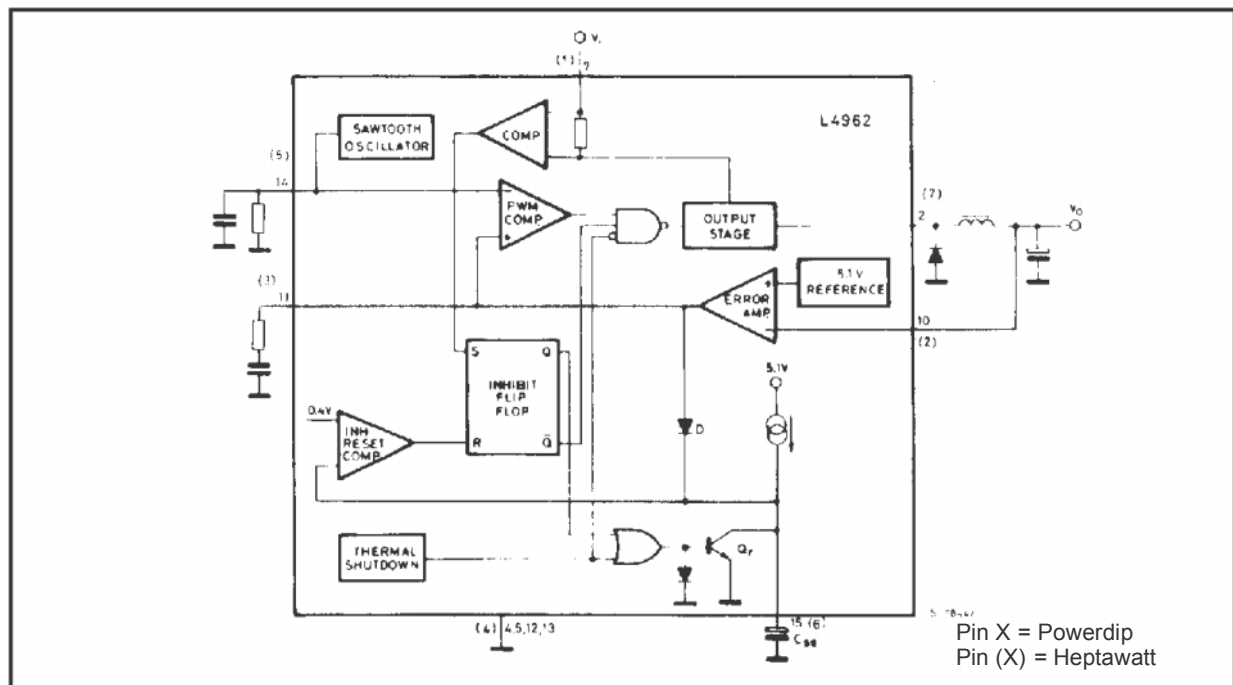 Vi
(1) 7
L4962
SAWTOOTH
OSCILLATOR
COMP
(5)
14
PWM
COMP
OUTPUT
STAGE
(7)
2
Vo
5.1V
REFERENCE
ERROR
AMP.
(3)
11
10
(2)
S Q
INHIBIT
FLIP
FLOP
R Q̅
5.1V
0.4V
INH
RESET
COMP
D
THERMAL
SHUTDOWN
Qr
(4) 4,5,12,13
15 (6)
Css
Pin X = Powerdip
Pin (X) = Heptawatt